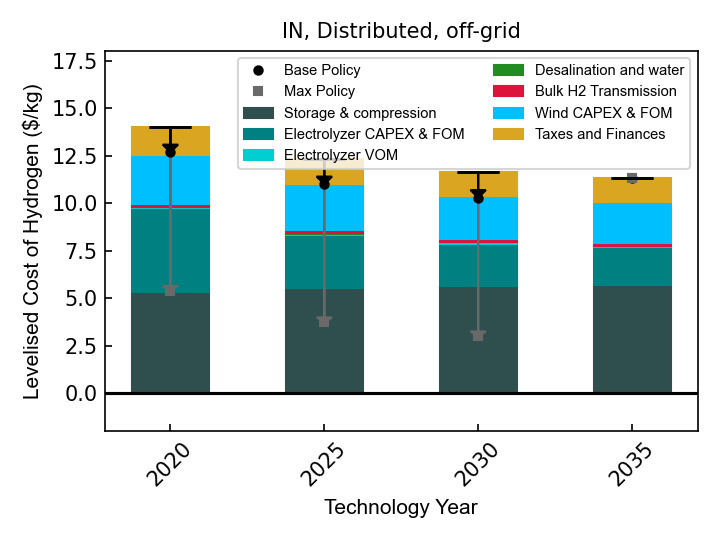 IN, Distributed, off-grid
17.5
15.0
12.5
10.0
7.5
5.0
2.5
0.0
Levelised Cost of Hydrogen ($/kg)
Base Policy
Max Policy
Storage & compression
Electrolyzer CAPEX & FOM
Electrolyzer VOM
Desalination and water
Bulk H2 Transmission
Wind CAPEX & FOM
Taxes and Finances
2020
2025
2030
2035
Technology Year